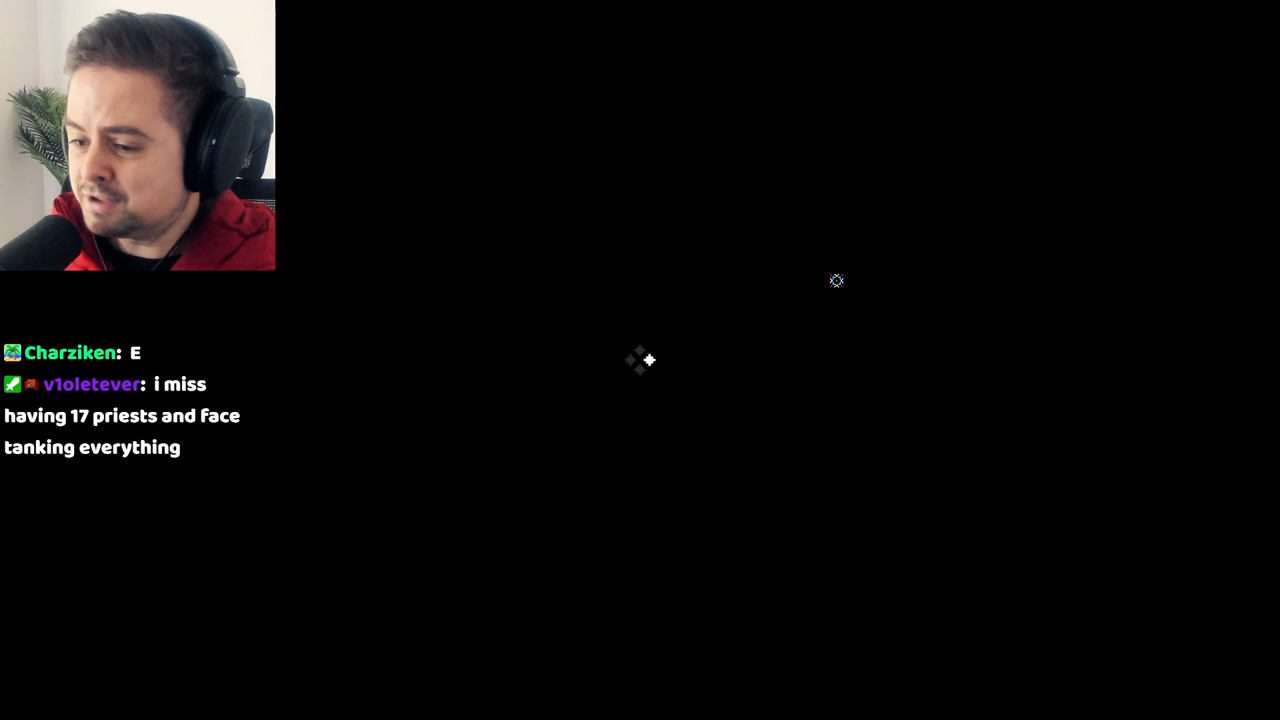 Charziken: E
v1oletever: i miss
having 17 priests and face
tanking everything